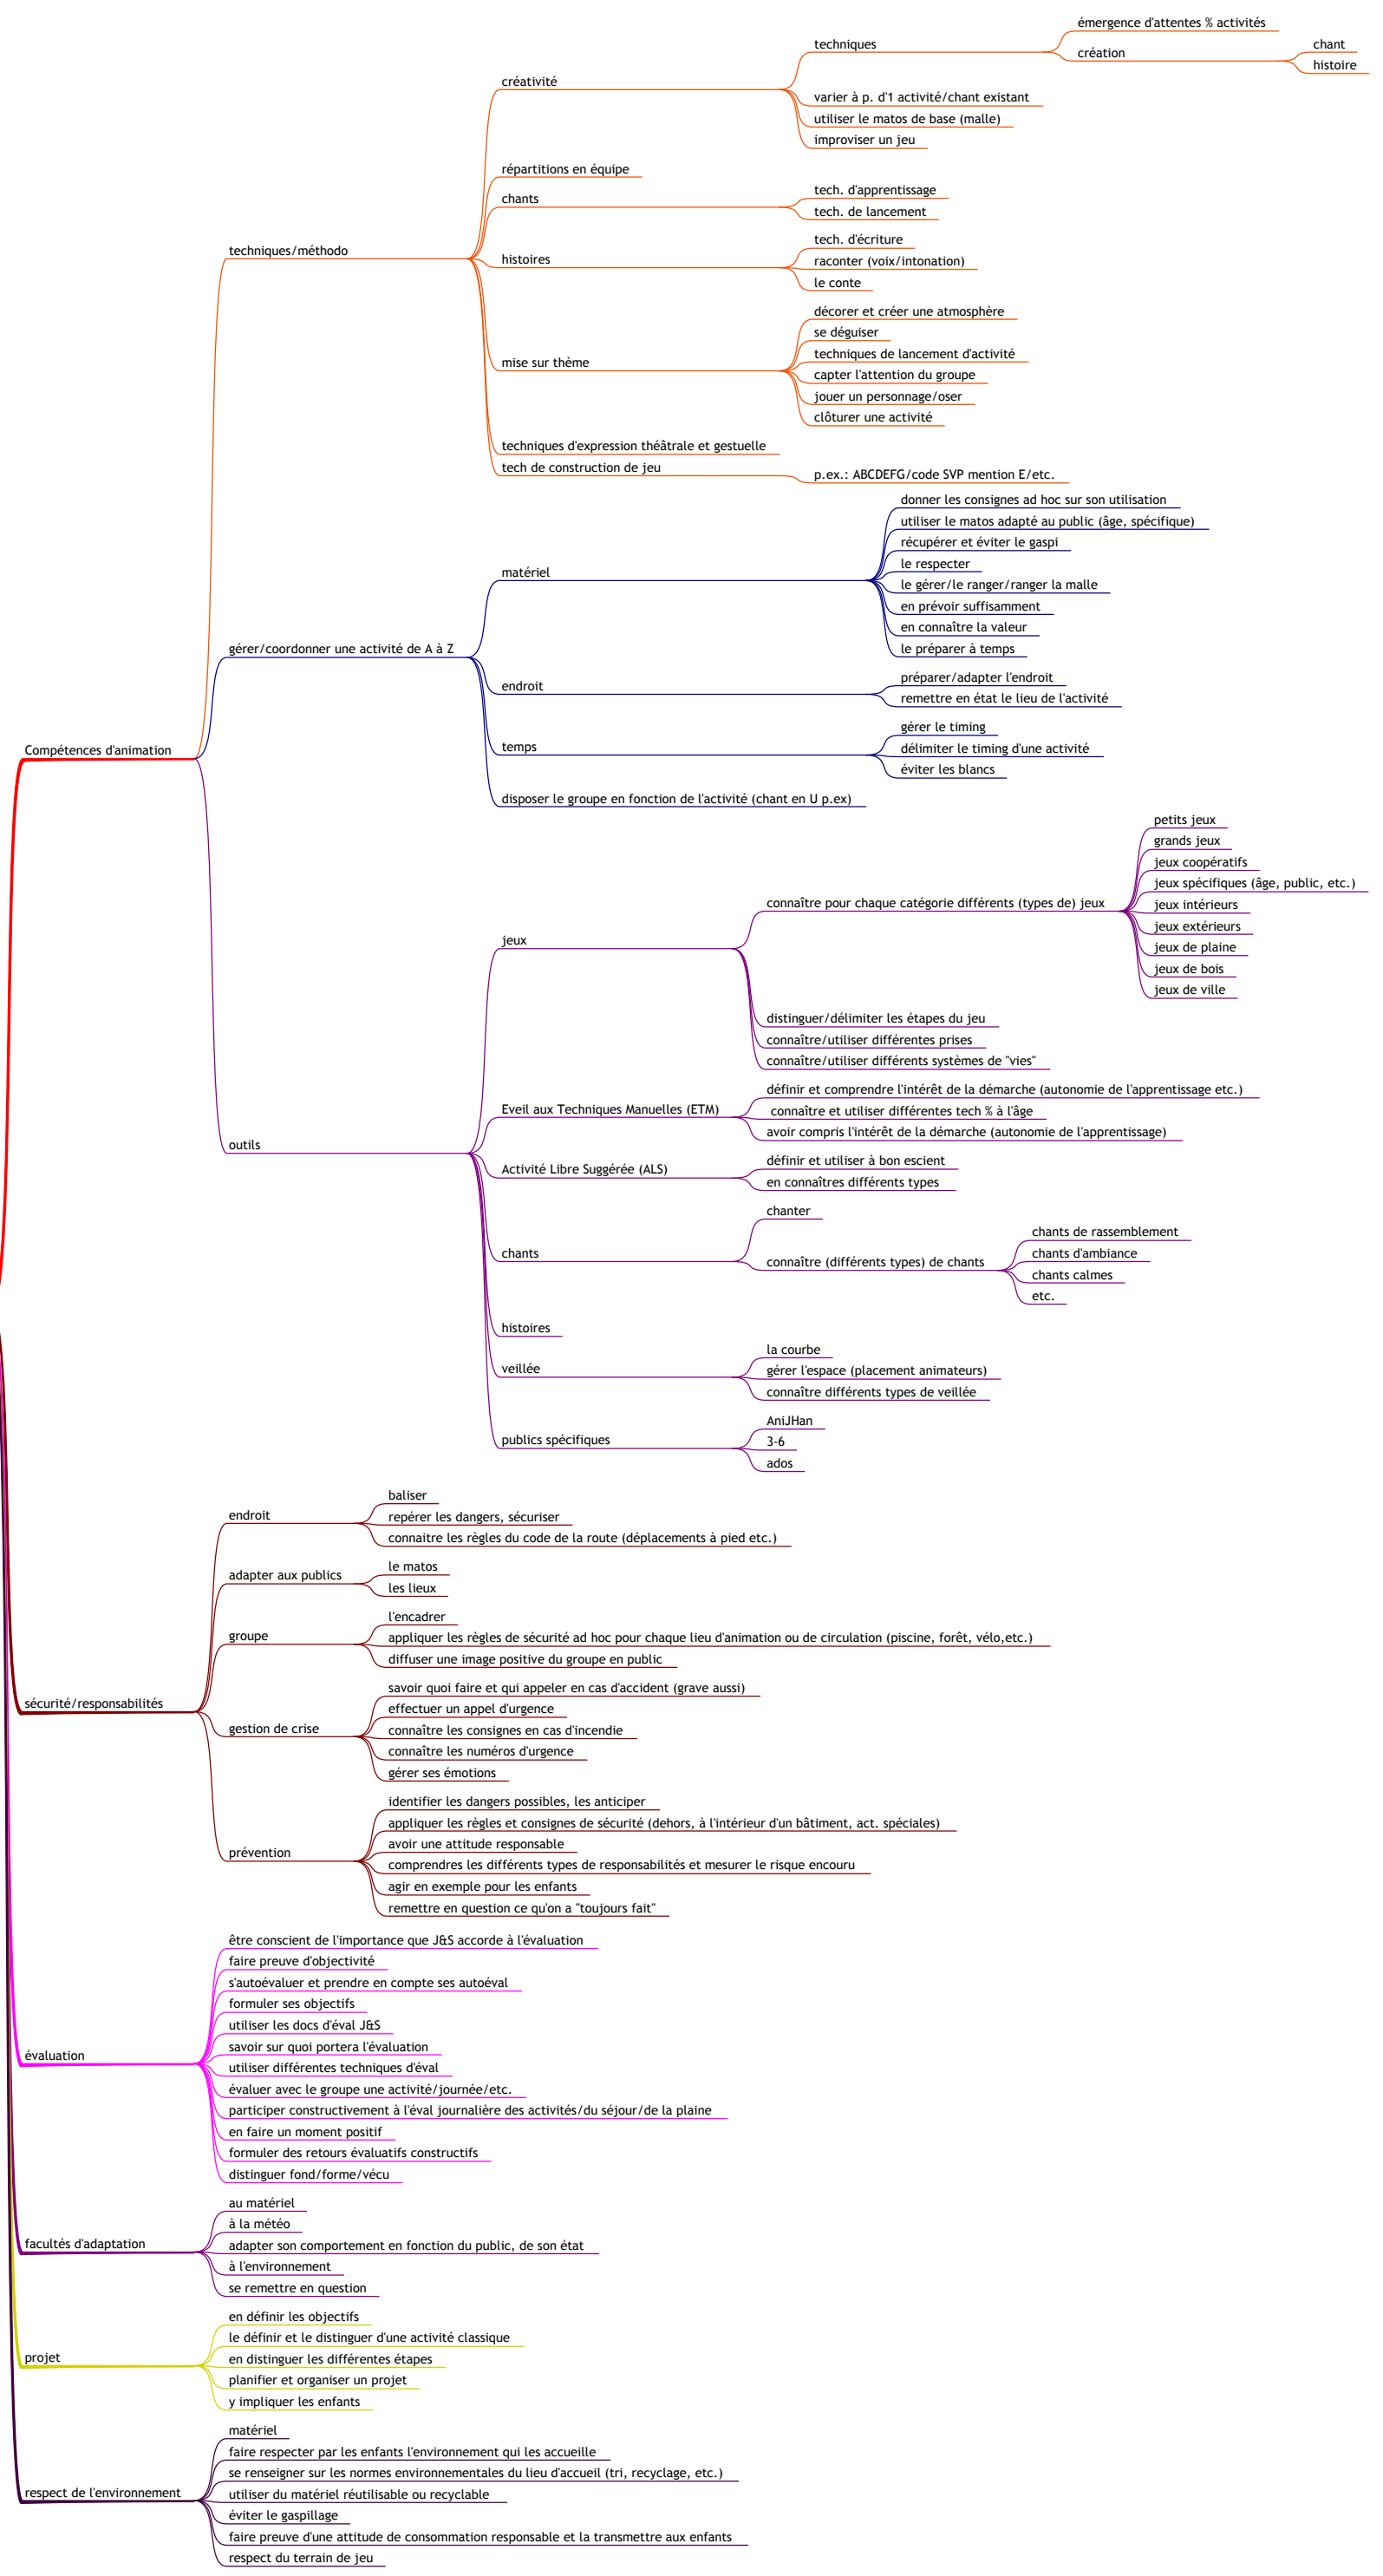 émergence d'attentes % activités
techniques
création
chant
histoire
créativité
varier à p. d'1 activité/chant existant
utiliser le matos de base (malle)
improviser un jeu
répartitions en équipe
chants
tech. d'apprentissage
tech. de lancement
techniques/méthodo
histoires
tech. d'écriture
raconter (voix/intonation)
le conte
mise sur thème
décorer et créer une atmosphère
se déguiser
techniques de lancement d'activité
capter l'attention du groupe
jouer un personnage/oser
clôturer une activité
techniques d'expression théâtrale et gestuelle
tech de construction de jeu
p.ex.: ABCDEFG/code SVP mention E/etc.
matériel
donner les consignes ad hoc sur son utilisation
utiliser le matos adapté au public (âge, spécifique)
récupérer et éviter le gaspi
le respecter
le gérer/le ranger/ranger la malle
en prévoir suffisamment
en connaître la valeur
le préparer à temps
gérer/coordonner une activité de A à Z
endroit
préparer/adapter l'endroit
remettre en état le lieu de l'activité
temps
gérer le timing
délimiter le timing d'une activité
éviter les blancs
disposer le groupe en fonction de l'activité (chant en U p.ex)
Compétences d'animation
jeux
connaître pour chaque catégorie différents (types de) jeux
petits jeux
grands jeux
jeux coopératifs
jeux spécifiques (âge, public, etc.)
jeux intérieurs
jeux extérieurs
jeux de plaine
jeux de bois
jeux de ville
distinguer/délimiter les étapes du jeu
connaître/utiliser différentes prises
connaître/utiliser différents systèmes de "vies"
outils
Eveil aux Techniques Manuelles (ETM)
définir et comprendre l'intérêt de la démarche (autonomie de l'apprentissage etc.)
connaître et utiliser différentes tech % à l'âge
avoir compris l'intérêt de la démarche (autonomie de l'apprentissage)
Activité Libre Suggérée (ALS)
définir et utiliser à bon escient
en connaîtres différents types
chants
chanter
connaître (différents types) de chants
chants de rassemblement
chants d'ambiance
chants calmes
etc.
histoires
veillée
la courbe
gérer l'espace (placement animateurs)
connaître différents types de veillée
publics spécifiques
AniJHan
3-6
ados
sécurité/responsabilités
endroit
baliser
repérer les dangers, sécuriser
connaitre les règles du code de la route (déplacements à pied etc.)
adapter aux publics
le matos
les lieux
groupe
l'encadrer
appliquer les règles de sécurité ad hoc pour chaque lieu d'animation ou de circulation (piscine, forêt, vélo,etc.)
diffuser une image positive du groupe en public
gestion de crise
savoir quoi faire et qui appeler en cas d'accident (grave aussi)
effectuer un appel d'urgence
connaître les consignes en cas d'incendie
connaître les numéros d'urgence
gérer ses émotions
prévention
identifier les dangers possibles, les anticiper
appliquer les règles et consignes de sécurité (dehors, à l'intérieur d'un bâtiment, act. spéciales)
avoir une attitude responsable
comprendres les différents types de responsabilités et mesurer le risque encouru
agir en exemple pour les enfants
remettre en question ce qu'on a "toujours fait"
évaluation
être conscient de l'importance que J&S accorde à l'évaluation
faire preuve d'objectivité
s'autoévaluer et prendre en compte ses autoéval
formuler ses objectifs
utiliser les docs d'éval J&S
savoir sur quoi portera l'évaluation
utiliser différentes techniques d'éval
évaluer avec le groupe une activité/journée/etc.
participer constructivement à l'éval journalière des activités/du séjour/de la plaine
en faire un moment positif
formuler des retours évaluatifs constructifs
distinguer fond/forme/vécu
facultés d'adaptation
au matériel
à la météo
adapter son comportement en fonction du public, de son état
à l'environnement
se remettre en question
projet
en définir les objectifs
le définir et le distinguer d'une activité classique
en distinguer les différentes étapes
planifier et organiser un projet
y impliquer les enfants
respect de l'environnement
matériel
faire respecter par les enfants l'environnement qui les accueille
se renseigner sur les normes environnementales du lieu d'accueil (tri, recyclage, etc.)
utiliser du matériel réutilisable ou recyclable
éviter le gaspillage
faire preuve d'une attitude de consommation responsable et la transmettre aux enfants
respect du terrain de jeu